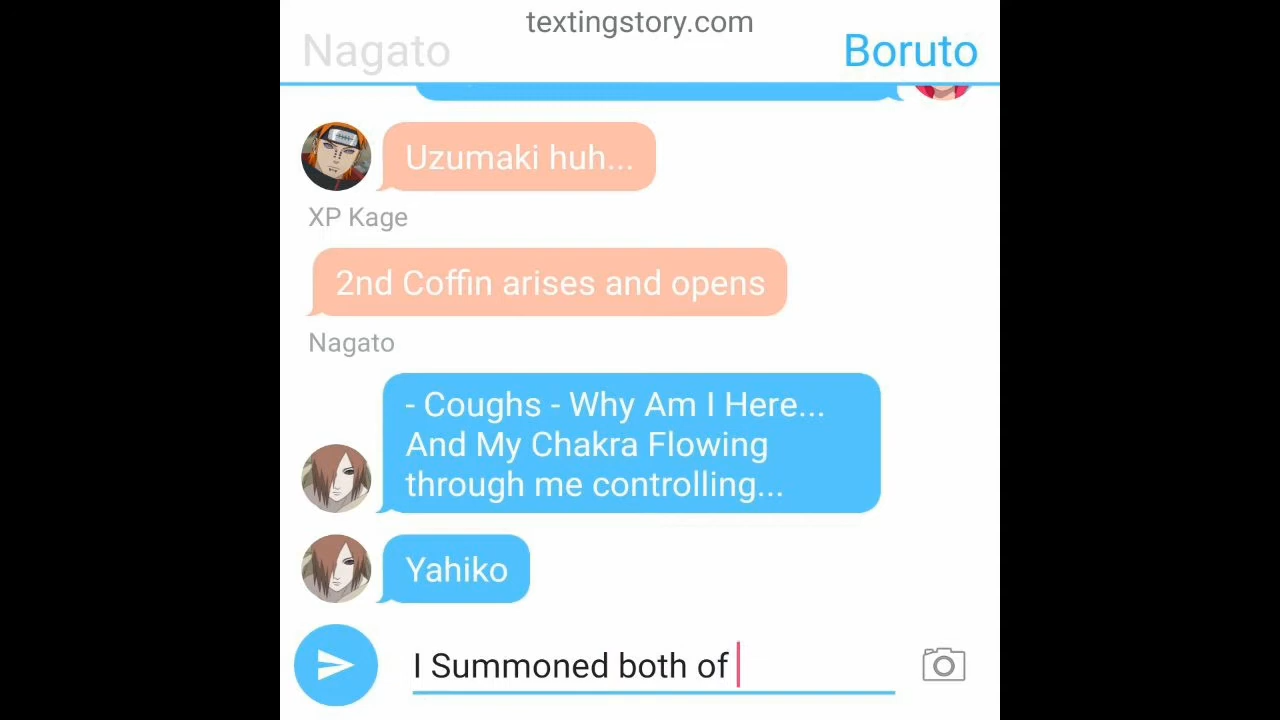 textingstory.com
Nagato
Boruto
Uzumaki huh...
XP Kage
2nd Coffin arises and opens
Nagato
- Coughs - Why Am I Here...
And My Chakra Flowing
through me controlling...
Yahiko
I Summoned both of